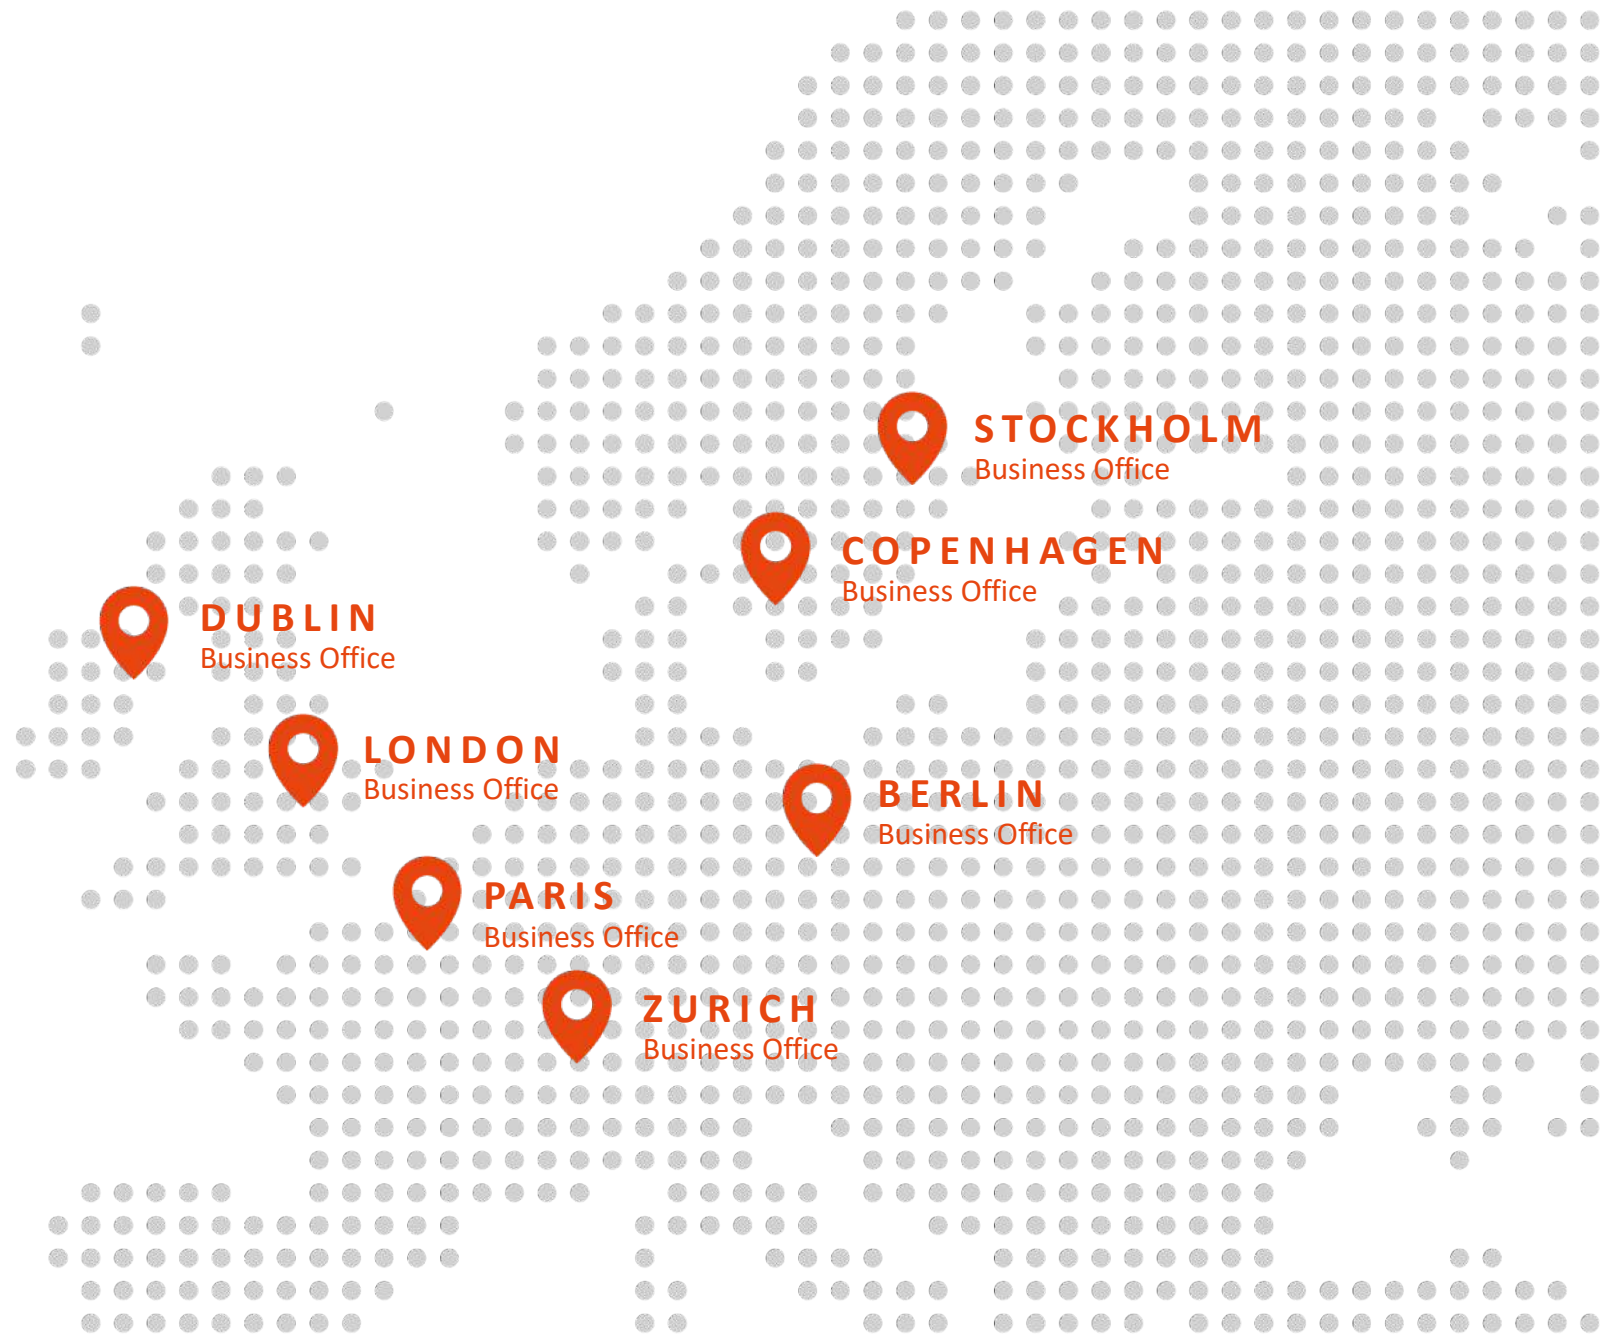 STOCKHOLM
Business Office
COPENHAGEN
Business Office
DUBLIN
Business Office
LONDON
Business Office
BERLIN
Business Office
PARIS
Business Office
ZURICH
Business Office